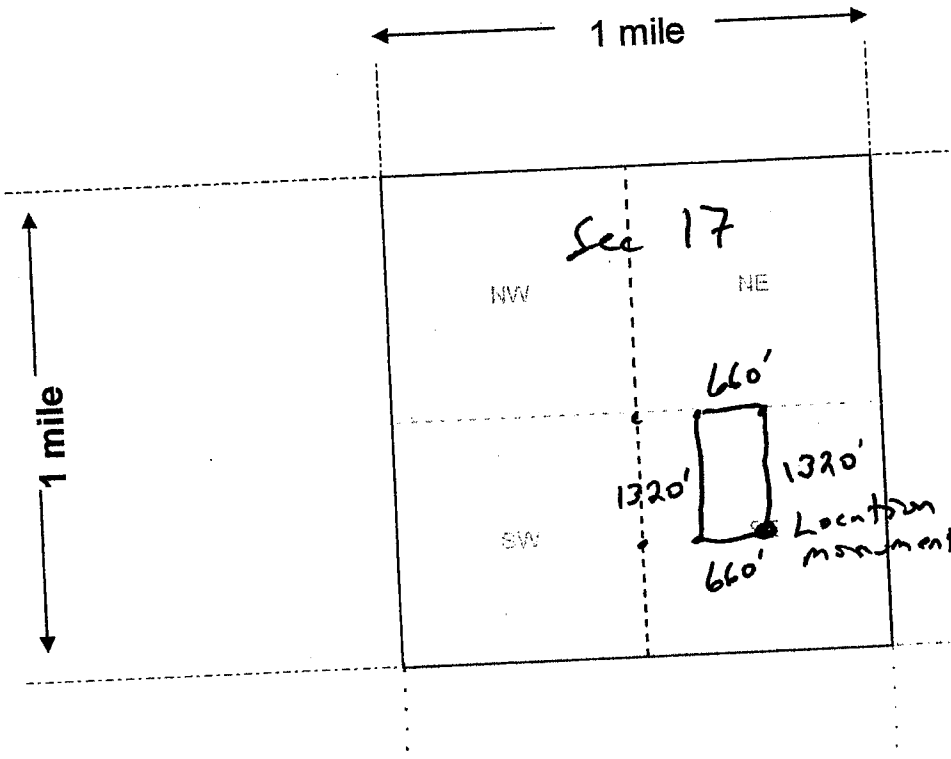 1 mile
Sec 17
NW
NE
660'
1 mile
1320'
1320'
SW
Location
monument
660'